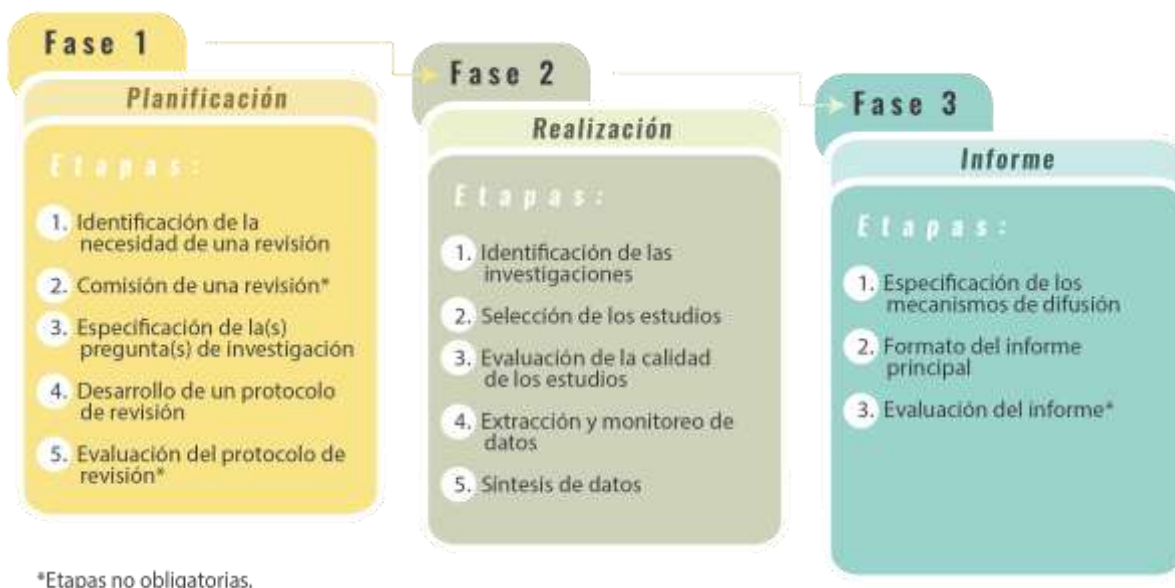 Fase 1
Planificación
Etapas:
1. Identificación de la
necesidad de una revisión
2. Comisión de una revisión*
3. Especificación de la(s)
pregunta(s) de investigación
4. Desarrollo de un protocolo
de revisión
5. Evaluación del protocolo de
revisión*
Fase 2
Realización
Etapas:
1. Identificación de las
investigaciones
2. Selección de los estudios
3. Evaluación de la calidad
de los estudios
4. Extracción y monitoreo de
datos
5. Síntesis de datos
Fase 3
Informe
Etapas:
1. Especificación de los
mecanismos de difusión
2. Formato del informe
principal
3. Evaluación del informe*
*Etapas no obligatorias.